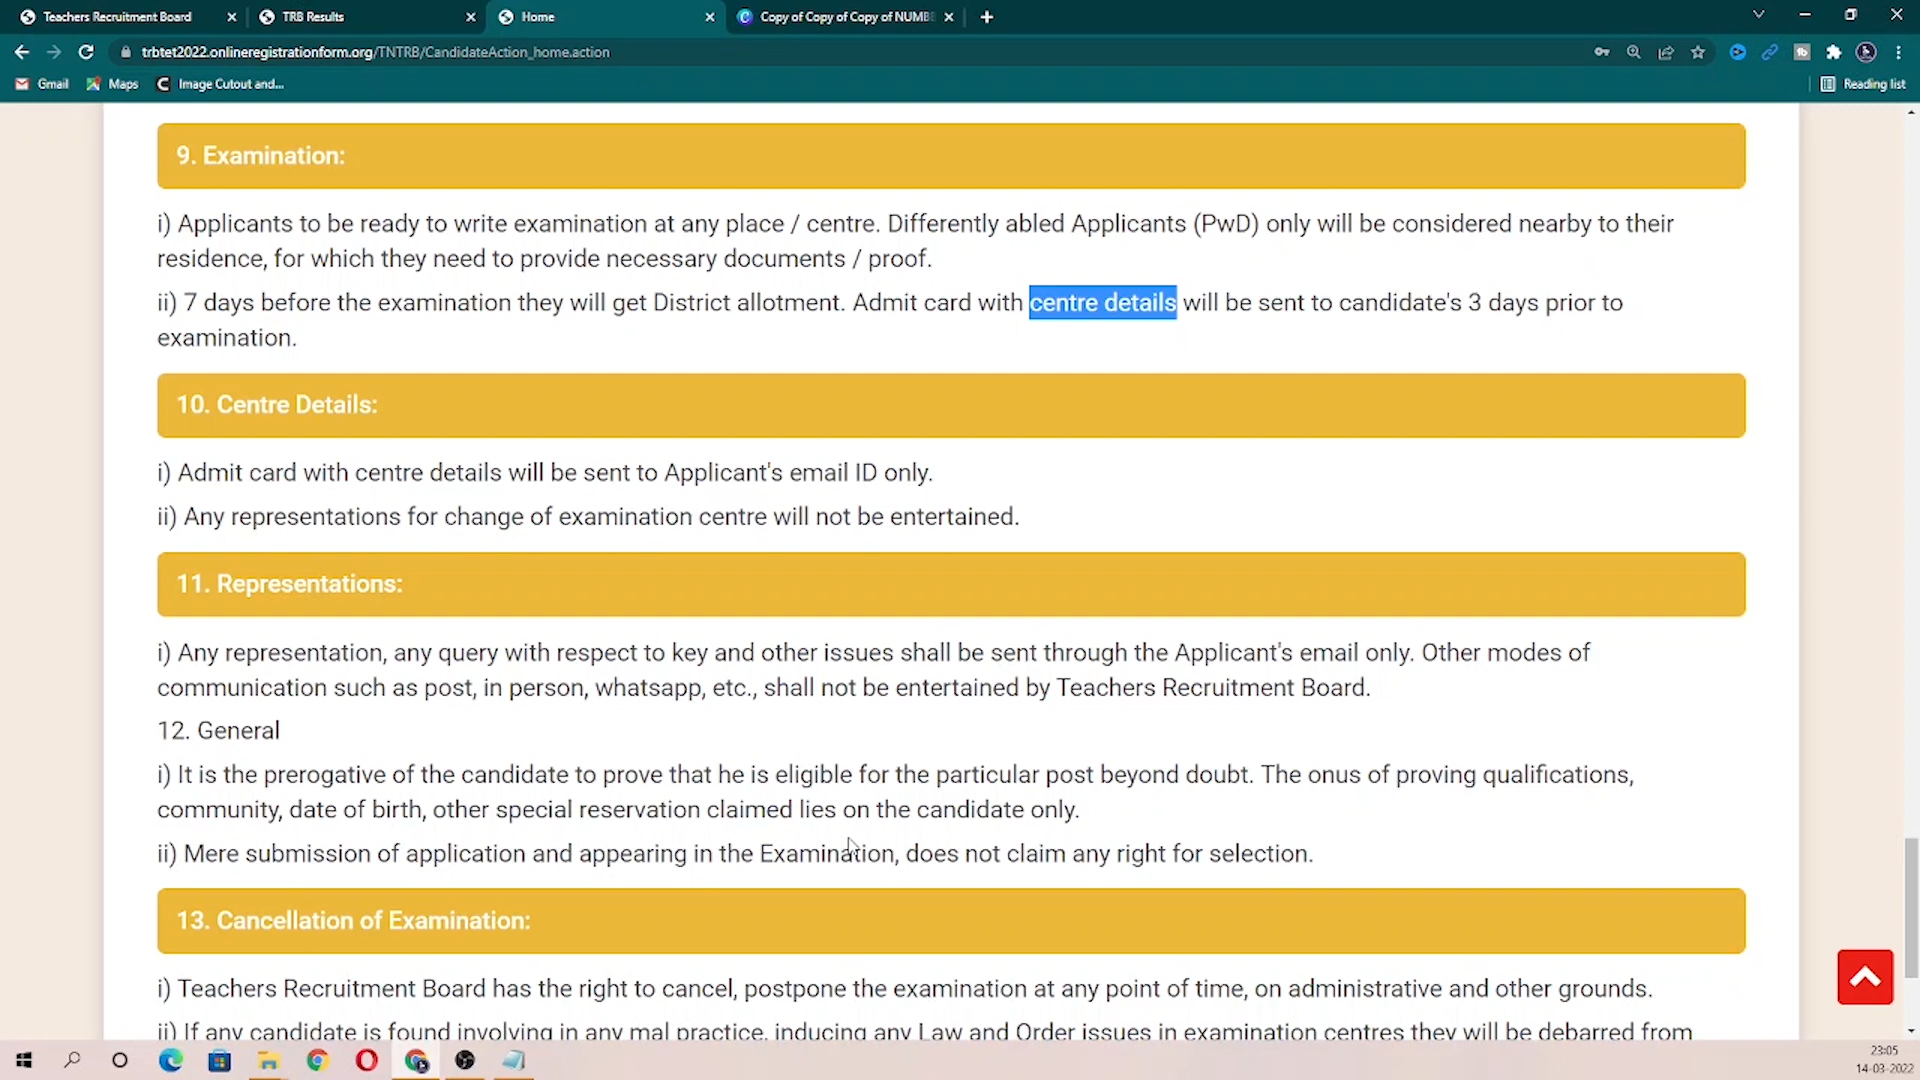 Teachers Recruitment Board
TRB Results
Home
Copy of Copy of Copy of NUMB
trbtet2022.onlineregistrationform.org/TNTRB/CandidateAction_home.action
Gmail
Maps
Image Cutout and...
Reading list
9. Examination:
i) Applicants to be ready to write examination at any place / centre. Differently abled Applicants (PwD) only will be considered nearby to their
residence, for which they need to provide necessary documents / proof.
ii) 7 days before the examination they will get District allotment. Admit card with centre details will be sent to candidate's 3 days prior to
examination.
10. Centre Details:
i) Admit card with centre details will be sent to Applicant's email ID only.
ii) Any representations for change of examination centre will not be entertained.
11. Representations:
i) Any representation, any query with respect to key and other issues shall be sent through the Applicant's email only. Other modes of
communication such as post, in person, whatsapp, etc., shall not be entertained by Teachers Recruitment Board.
12. General
i) It is the prerogative of the candidate to prove that he is eligible for the particular post beyond doubt. The onus of proving qualifications,
community, date of birth, other special reservation claimed lies on the candidate only.
ii) Mere submission of application and appearing in the Examination, does not claim any right for selection.
13. Cancellation of Examination:
i) Teachers Recruitment Board has the right to cancel, postpone the examination at any point of time, on administrative and other grounds.
ii) If any candidate is found involving in any mal practice, inducing any Law and Order issues in examination centres they will be debarred from
23:05
14-03-2022